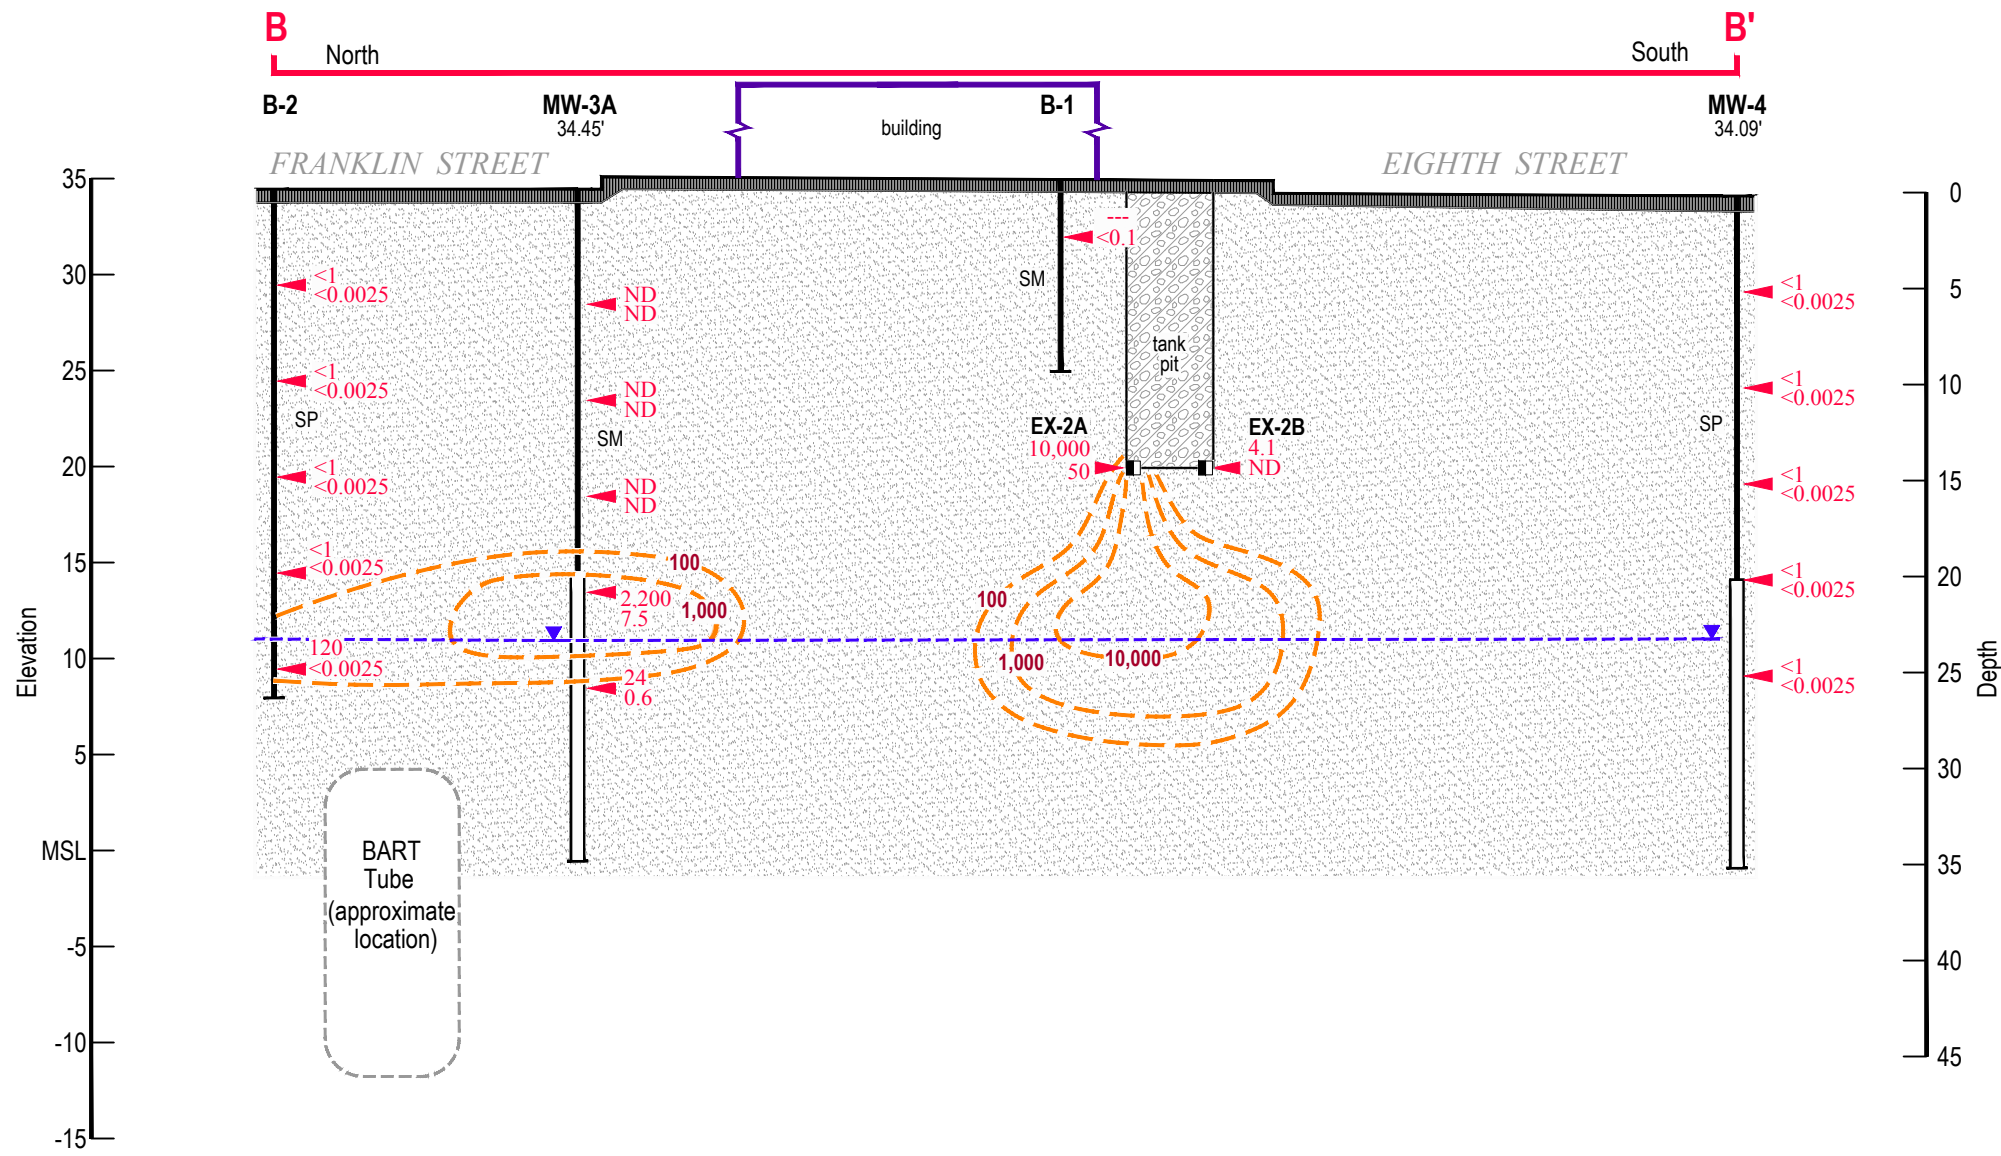 B
B'
North
South
B-2
MW-3A
34.45'
building
B-1
MW-4
34.09'
FRANKLIN STREET
EIGHTH STREET
35
30
25
20
15
10
5
MSL
-5
-10
-15
Elevation
<1
<0.0025
<1
<0.0025
SP
<1
<0.0025
<1
<0.0025
120
<0.0025
ND
ND
ND
ND
SM
ND
ND
100
2,200
7.5
1,000
24
0.6
BART
Tube
(approximate
location)
---
<0.1
SM
tank
pit
EX-2A
10,000
50
EX-2B
4.1
ND
100
1,000
10,000
<1
<0.0025
<1
<0.0025
SP
<1
<0.0025
<1
<0.0025
<1
<0.0025
0
5
10
15
20
25
30
35
40
45
Depth